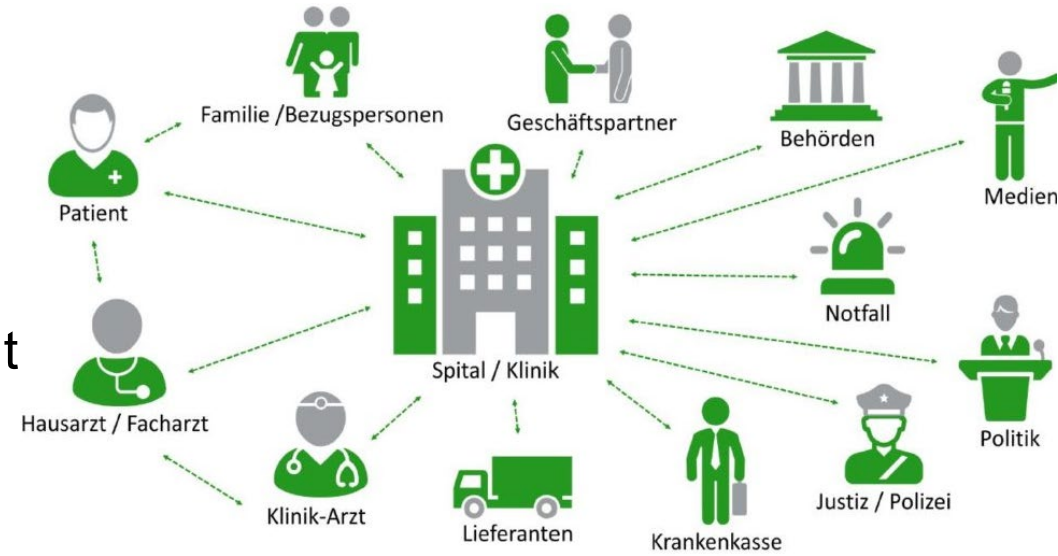 Familie /Bezugspersonen
Geschäftspartner
Behörden
Medien
Patient
Notfall
t
Spital / Klinik
Hausarzt / Facharzt
Klinik-Arzt
Lieferanten
Krankenkasse
Justiz / Polizei
Politik